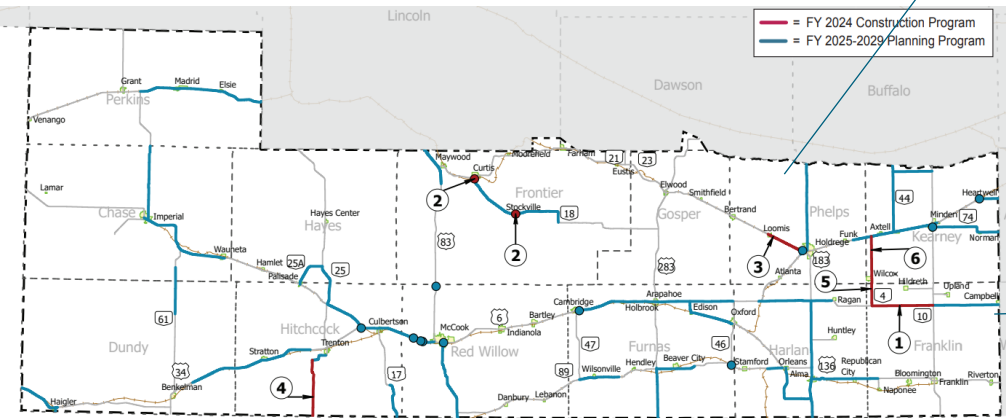 Lincoln
= FY 2024 Construction Program
= FY 2025-2029 Planning Program
Dawson
Buffalo
Grant
Madrid
Elsie
Perkins
Venango
Maywood
Curtis
Moorefield
Farnam
21
23
Eustis
2
Frontier
Elwood
Smithfield
Lamar
Stockville
18
Gosper
Bertrand
Phelps
44
Heartwell
Chase
Imperial
Hayes Center
Hayes
83
2
Loomis
Holdrege
Funk
Axtell
Minden
74
Kearney
Norman
Wauneta
Hamlet
25A
25
Palisade
283
3
183
Atlanta
5
6
Wilcox
4
Hildreth
Upland
Campbell
61
Culbertson
McCook
6
Indianola
Bartley
Cambridge
Arapahoe
Holbrook
Edison
Oxford
Ragan
10
1
Hitchcock
Trenton
Stratton
Red Willow
Dundy
34
Benkelman
Haigler
4
17
47
89
Furnas
Wilsonville
Hendley
Beaver City
46
Stamford
Harlan
Orleans
Alma
Huntley
136
Republican
City
Franklin
Bloomington
Naponee
Franklin
Riverton
Danbury
Lebanon